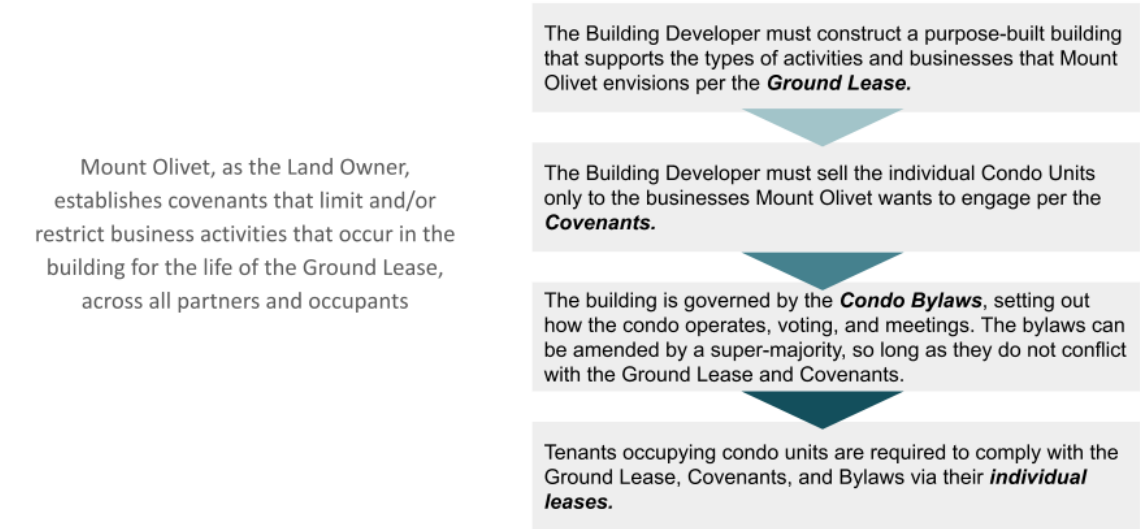 Mount Olivet, as the Land Owner,
establishes covenants that limit and/or
restrict business activities that occur in the
building for the life of the Ground Lease,
across all partners and occupants
The Building Developer must construct a purpose-built building
that supports the types of activities and businesses that Mount
Olivet envisions per the Ground Lease.
The Building Developer must sell the individual Condo Units
only to the businesses Mount Olivet wants to engage per the
Covenants.
The building is governed by the Condo Bylaws, setting out
how the condo operates, voting, and meetings. The bylaws can
be amended by a super-majority, so long as they do not conflict
with the Ground Lease and Covenants.
Tenants occupying condo units are required to comply with the
Ground Lease, Covenants, and Bylaws via their individual
leases.